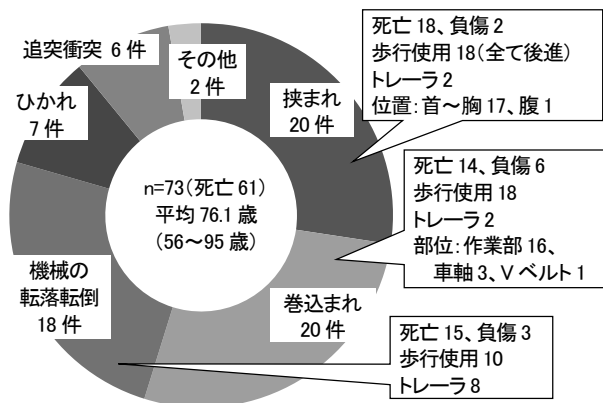 追突衝突 6 件
その他
2 件
ひかれ
7 件
挟まれ
20 件
死亡 18、負傷 2
歩行使用 18(全て後進)
トレーラ 2
位置:首～胸 17、腹 1
n=73(死亡 61)
平均 76.1 歳
(56～95 歳)
死亡 14、負傷 6
歩行使用 18
トレーラ 2
部位:作業部 16、
車軸 3、V ベルト 1
機械の
転落転倒
18 件
巻込まれ
20 件
死亡 15、負傷 3
歩行使用 10
トレーラ 8